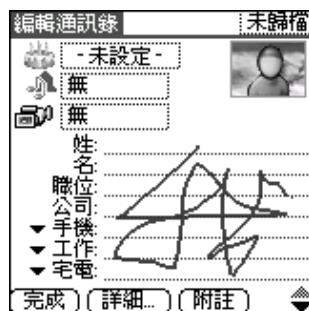 編輯通訊錄 未歸檔
-未設定-
無
無
姓:
名:
職位:
公司:
手機:
工作:
宅電:
完成 詳細... 附註